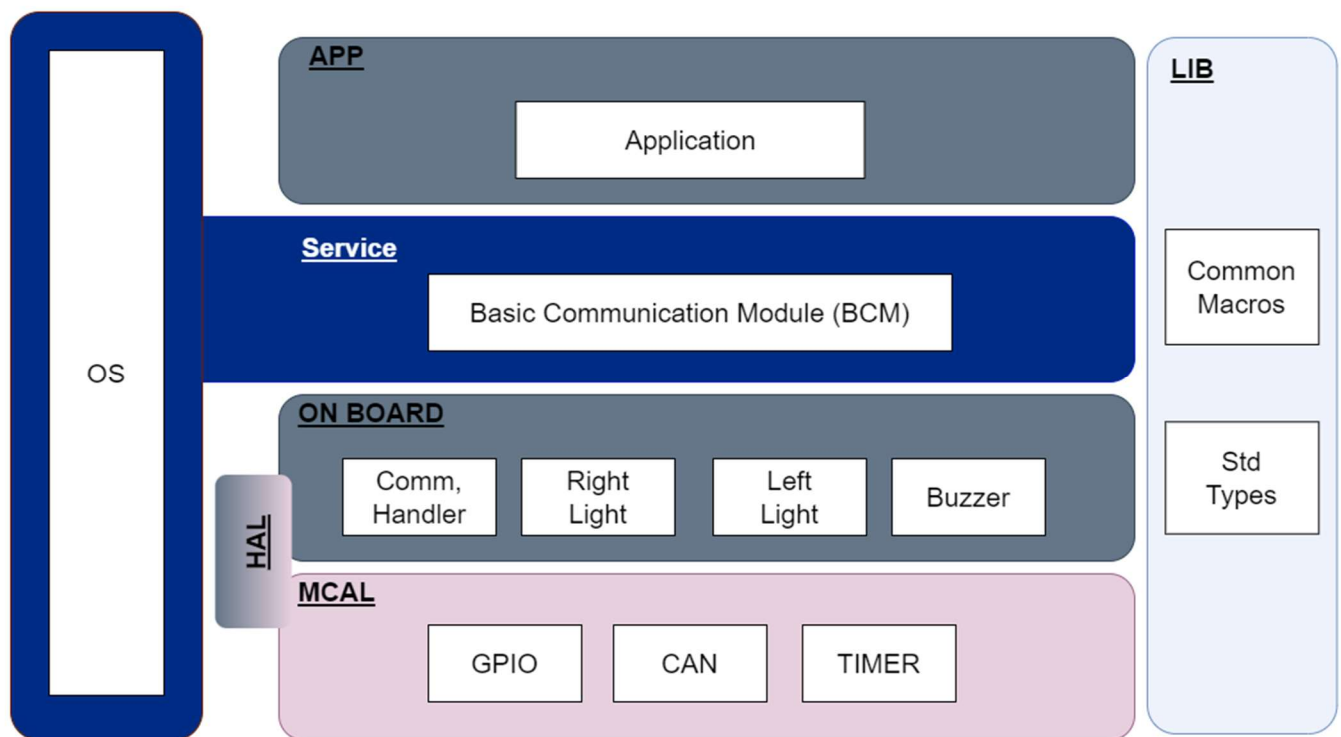 OS
APP
Application
Service
Basic Communication Module (BCM)
ON BOARD
Comm,
Handler
Right
Light
Left
Light
Buzzer
HAL
MCAL
GPIO
CAN
TIMER
LIB
Common
Macros
Std
Types